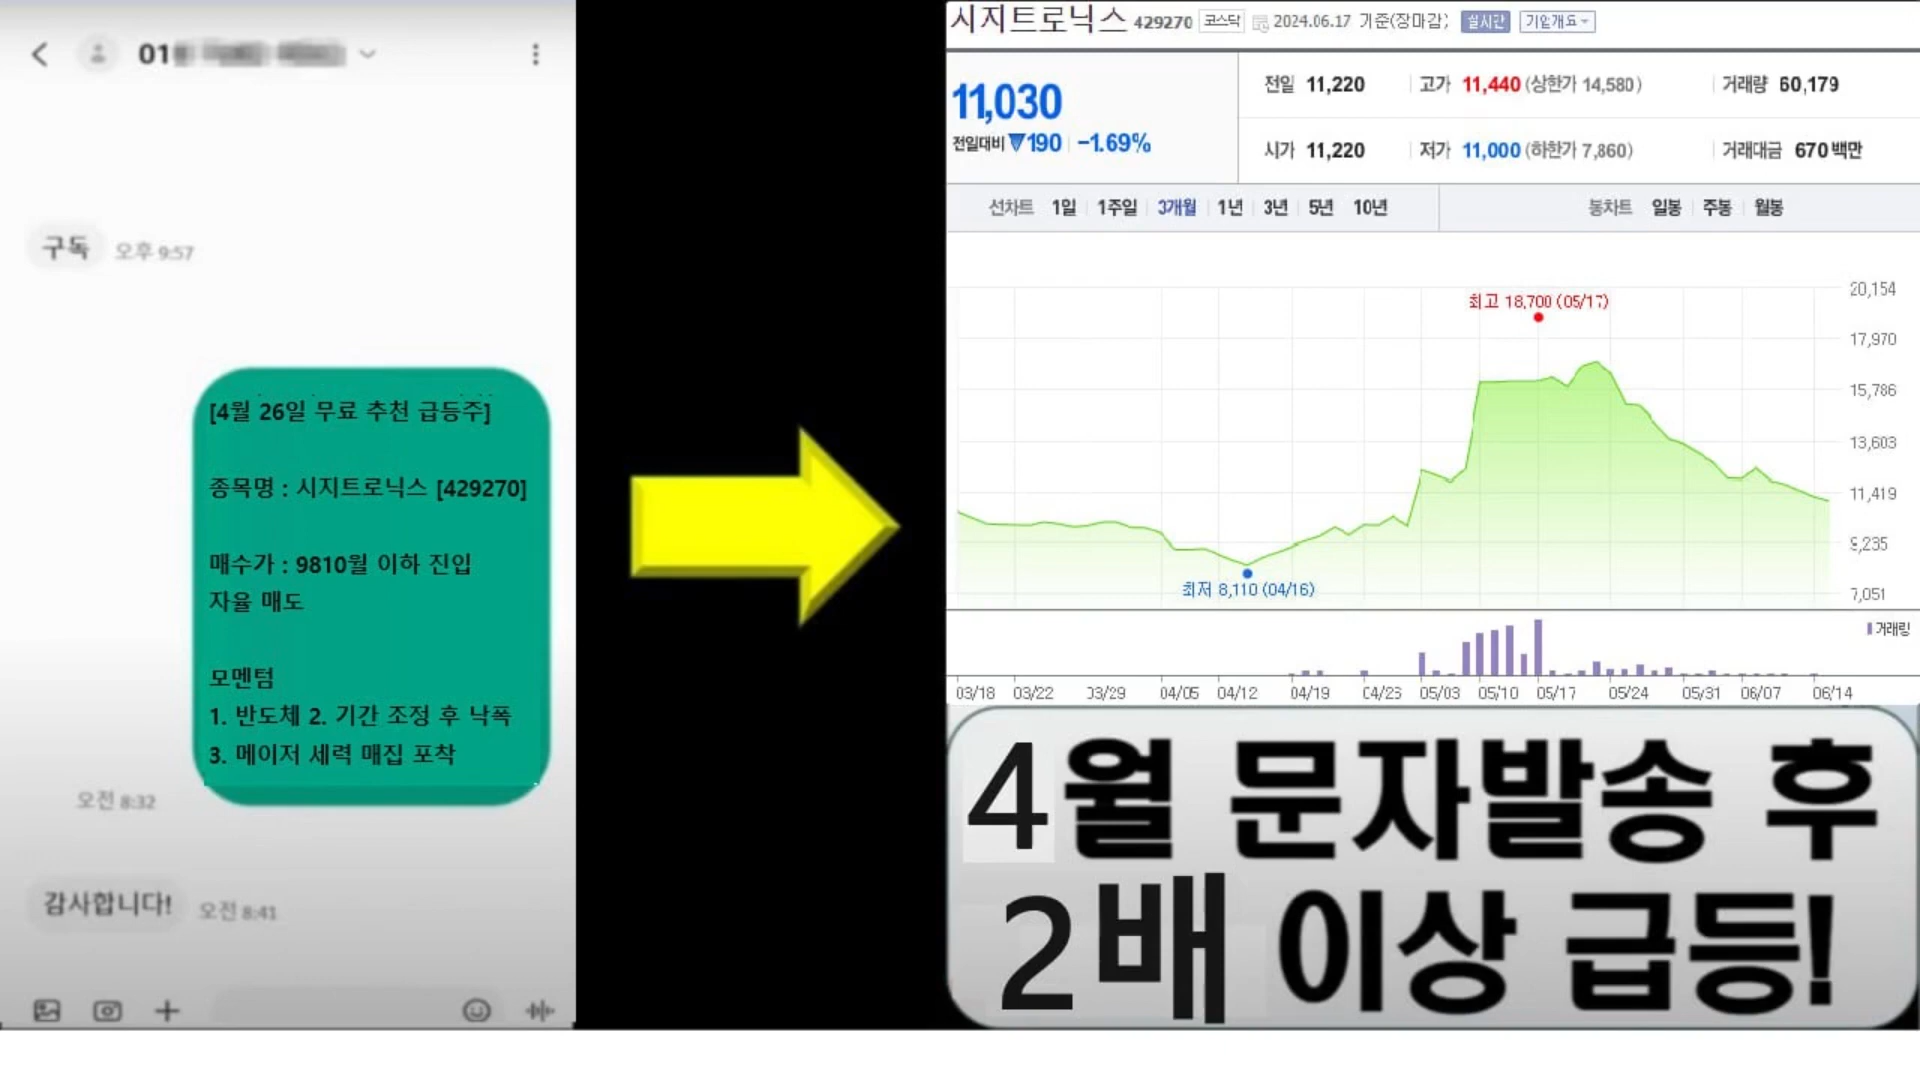 01
구독 오후 9:57
[4월 26일 무료 추천 급등주]
종목명 : 시지트로닉스 [429270]
매수가 : 9810월 이하 진입
자율 매도
모멘텀
1. 반도체 2. 기간 조정 후 낙폭
3. 메이저 세력 매집 포착
오전 8:32
감사합니다! 오전 8:41
시지트로닉스 429270 코스닥 2024.06.17 기준(장마감) 실시간 기업개요
11,030
전일대비 ▼190 -1.69%
전일 11,220 고가 11,440 (상한가 14,580) 거래량 60,179
시가 11,220 저가 11,000 (하한가 7,860) 거래대금 670 백만
선차트 1일 1주일 3개월 1년 3년 5년 10년 봉차트 일봉 주봉 월봉
최고 18,700 (05/17)
최저 8,110 (04/16)
20,154
17,970
15,786
13,603
11,419
9,235
7,051
거래량
03/18 03/22 03/29 04/05 04/12 04/19 04/25 05/03 05/10 05/17 05/24 05/31 06/07 06/14
4월 문자발송 후
2배 이상 급등!